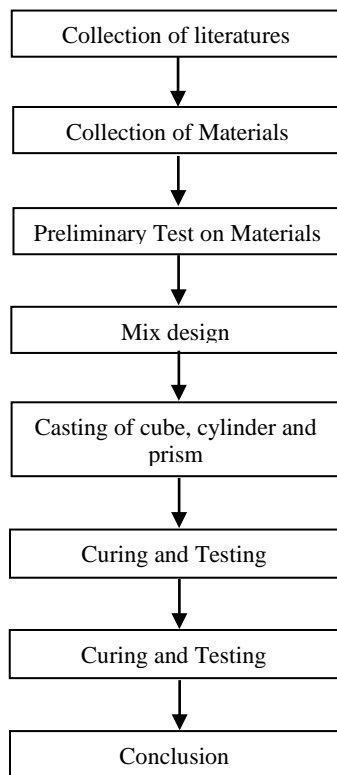 Collection of literatures
Collection of Materials
Preliminary Test on Materials
Mix design
Casting of cube, cylinder and
prism
Curing and Testing
Curing and Testing
Conclusion